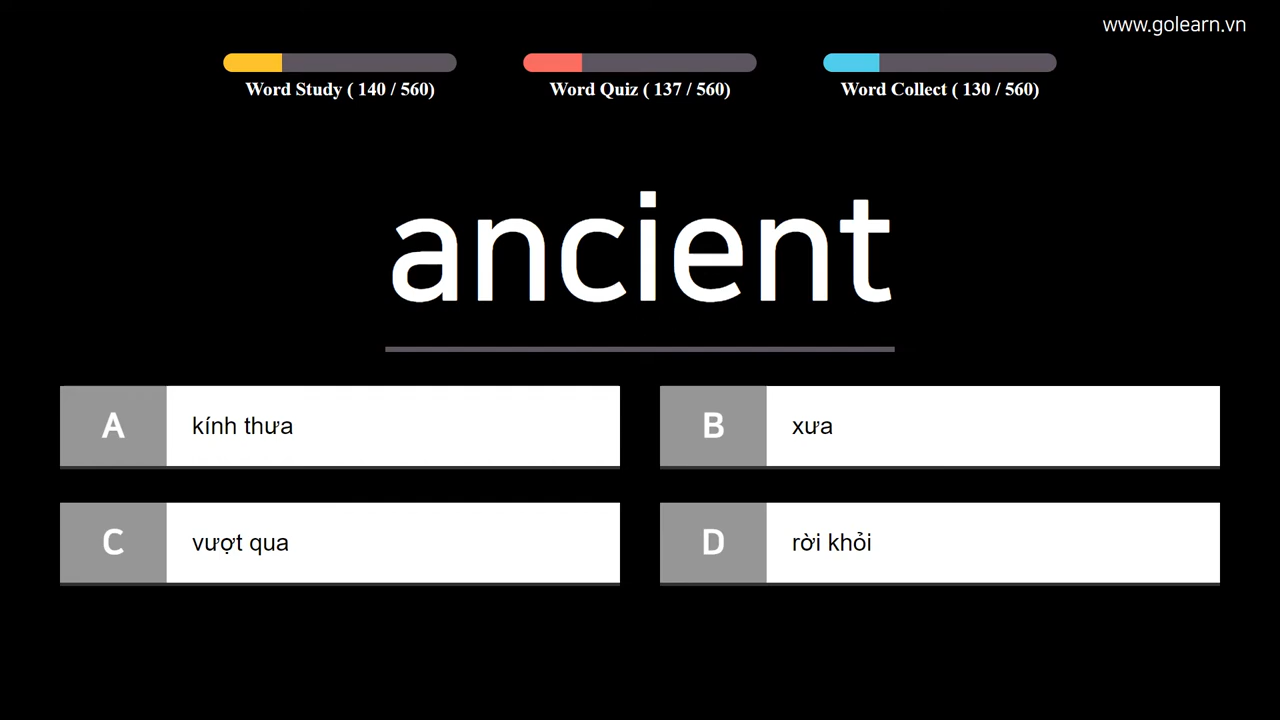 www.golearn.vn
Word Study ( 140 / 560)
Word Quiz ( 137 / 560)
Word Collect ( 130 / 560)
ancient
A kính thưa
B xưa
C vượt qua
D rời khỏi